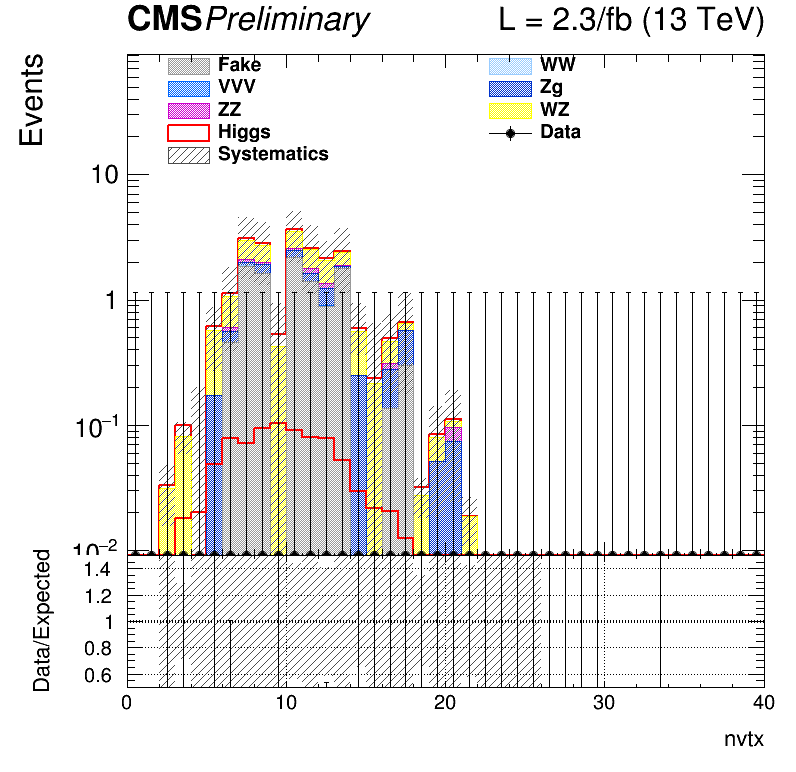 CMS Preliminary L = 2.3/fb (13 TeV)
Events
Fake WW
VVV Zg
ZZ WZ
Higgs Data
Systematics
10
1
10⁻¹
10⁻²
Data/Expected
1.4
1.2
1
0.8
0.6
0 10 20 30 40
nvtx